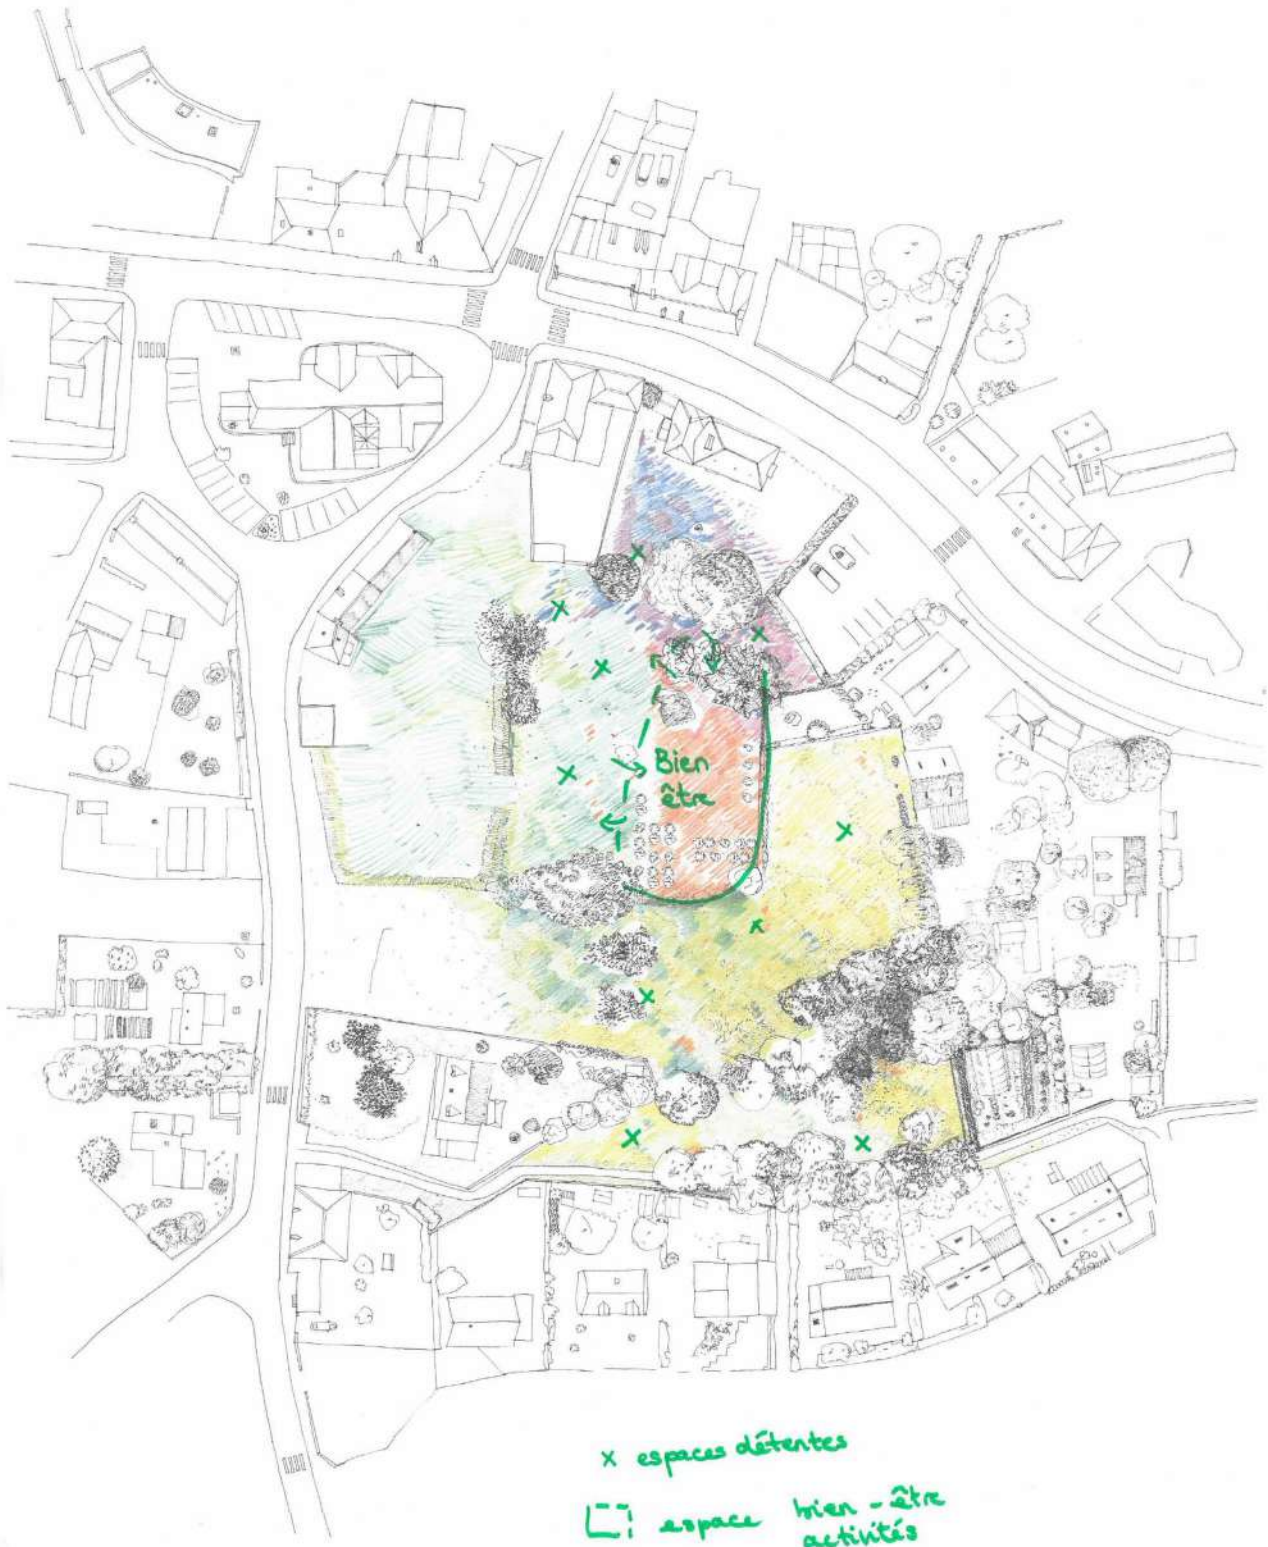 Bien
être
x espaces détentes
espace bien-être
activités